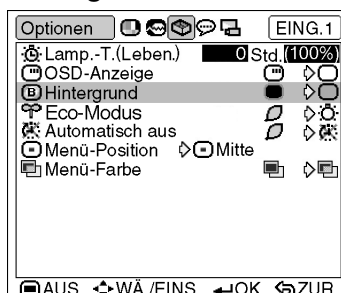 Optionen EING.1
Lamp.-T.(Leben.) 0 Std.(100%)
OSD-Anzeige
B Hintergrund
Eco-Modus
Automatisch aus
Menü-Position Mitte
Menü-Farbe
AUS WÄ./EINS. OK ZUR.